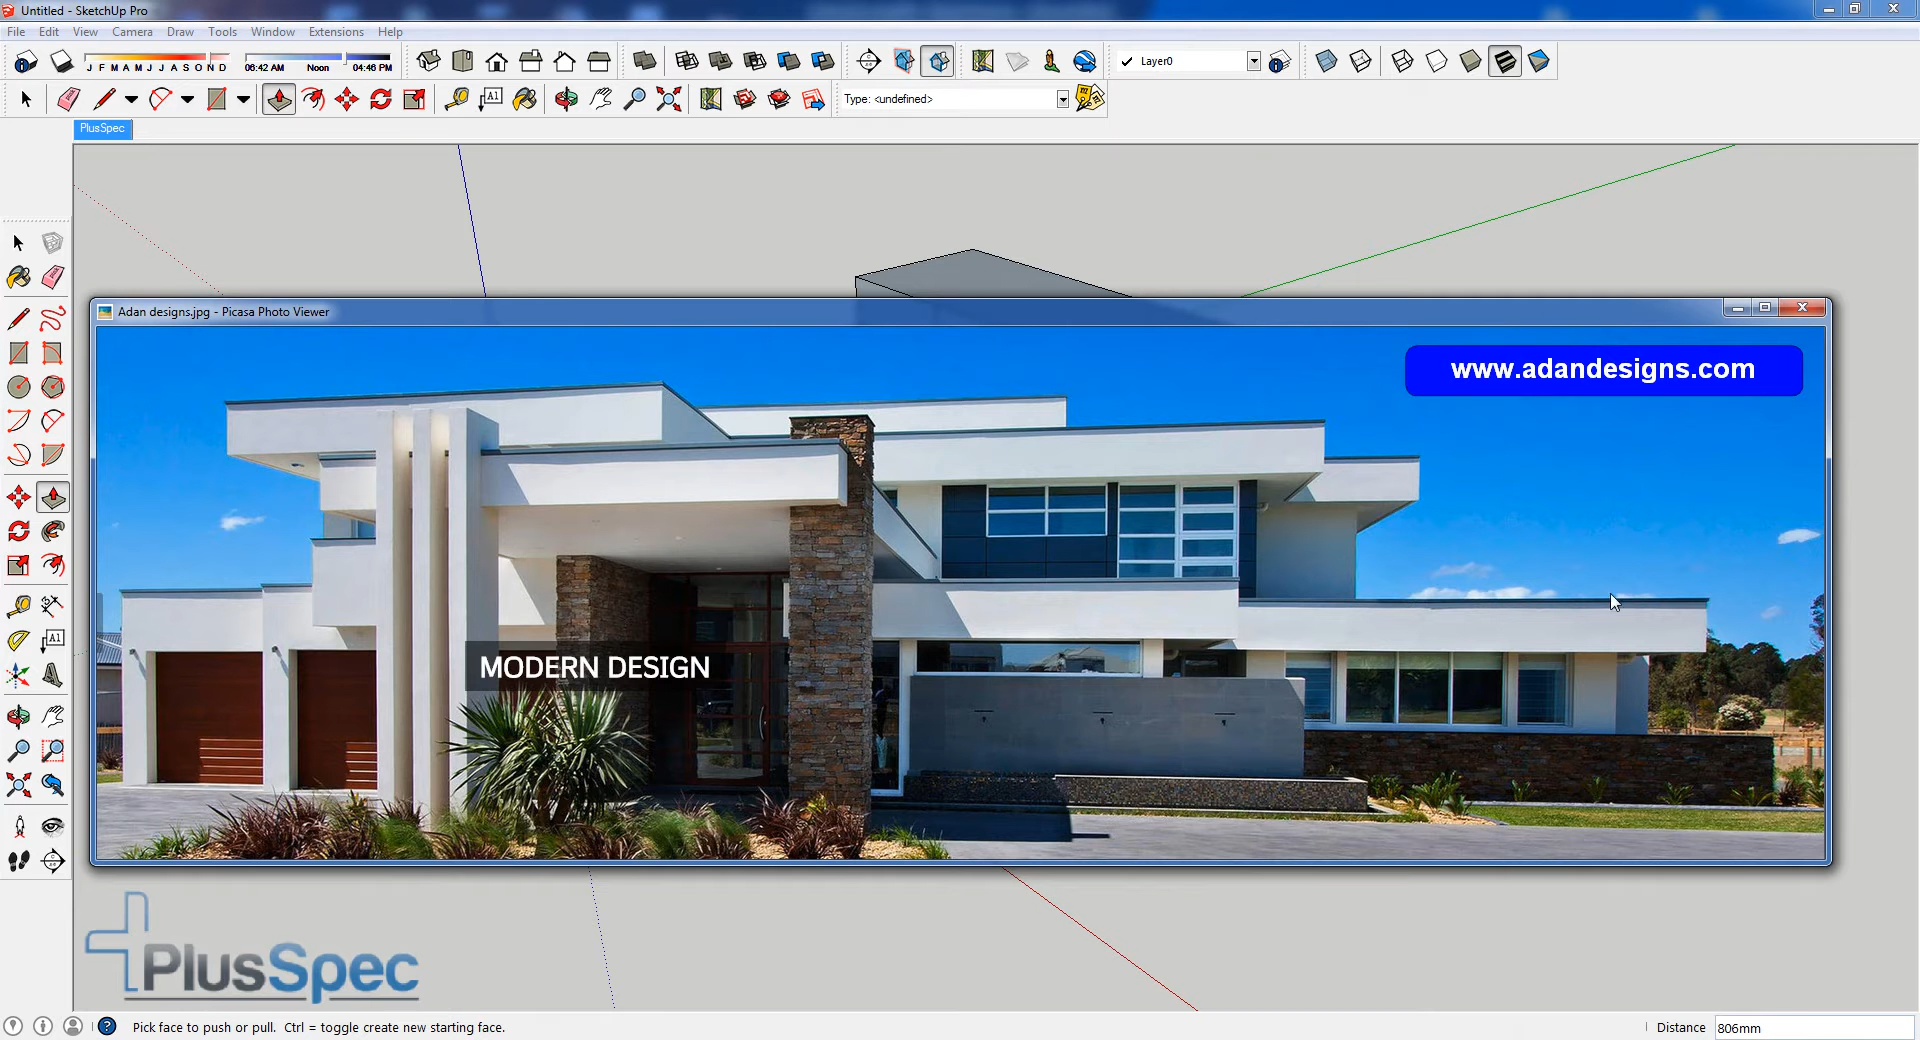 Untitled - SketchUp Pro
File Edit View Camera Draw Tools Window Extensions Help
J F M A M J J A S O N D
06:42 AM Noon 04:46 PM
Layer0
A1
Type: <undefined>
PlusSpec
Adan designs.jpg - Picasa Photo Viewer
www.adandesigns.com
A1
MODERN DESIGN
PlusSpec
Pick face to push or pull. Ctrl = toggle create new starting face.
Distance 806mm